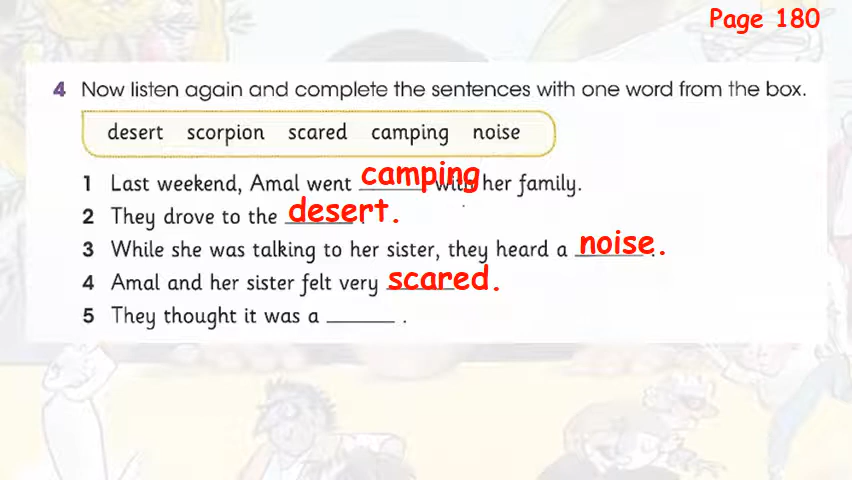 Page 180
4 Now listen again and complete the sentences with one word from the box.
desert scorpion scared camping noise
1 Last weekend, Amal went camping with her family.
2 They drove to the desert.
3 While she was talking to her sister, they heard a noise. .
4 Amal and her sister felt very scared.
5 They thought it was a ______ .